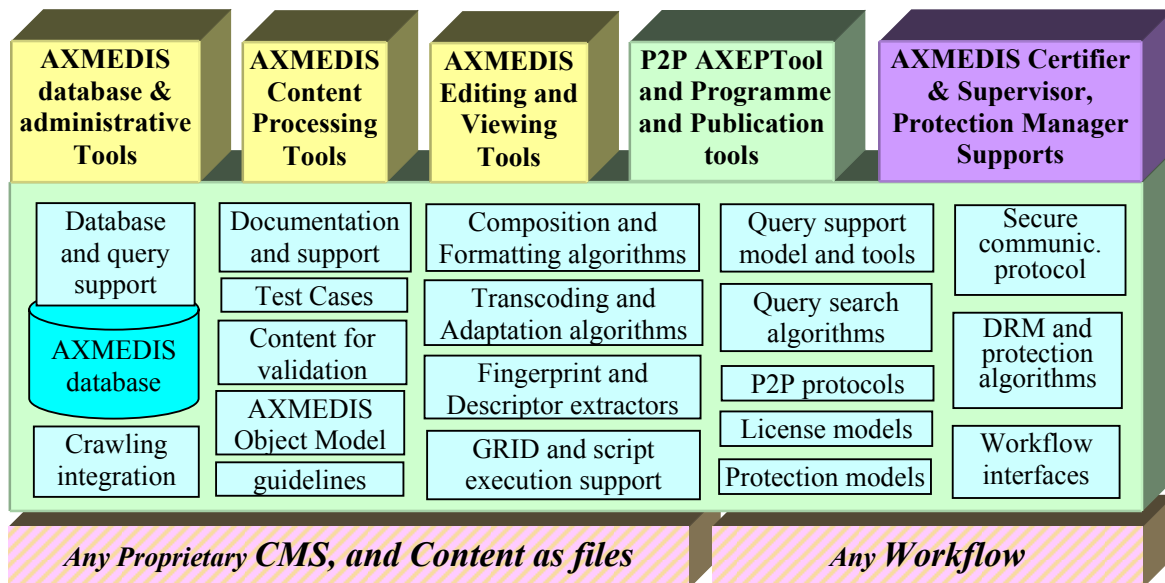 AXMEDIS
database &
administrative
Tools
AXMEDIS
Content
Processing
Tools
AXMEDIS
Editing and
Viewing
Tools
P2P AXEPTool
and Programme
and Publication
tools
AXMEDIS Certifier
& Supervisor,
Protection Manager
Supports
Database
and query
support
AXMEDIS
database
Crawling
integration
Documentation
and support
Test Cases
Content for
validation
AXMEDIS
Object Model
guidelines
Composition and
Formatting algorithms
Transcoding and
Adaptation algorithms
Fingerprint and
Descriptor extractors
GRID and script
execution support
Query support
model and tools
Query search
algorithms
P2P protocols
License models
Protection models
Secure
communic.
protocol
DRM and
protection
algorithms
Workflow
interfaces
Any Proprietary CMS, and Content as files
Any Workflow